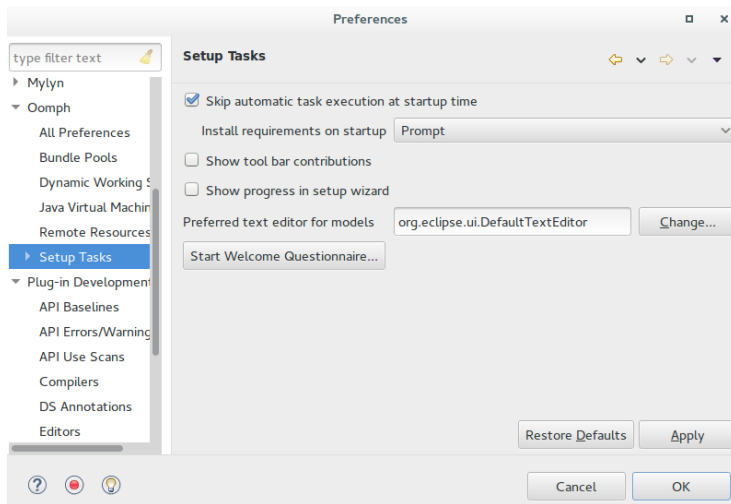 Preferences
type filter text
Mylyn
Oomph
All Preferences
Bundle Pools
Dynamic Working S
Java Virtual Machin
Remote Resources
Setup Tasks
Plug-in Development
API Baselines
API Errors/Warning
API Use Scans
Compilers
DS Annotations
Editors
Setup Tasks
Skip automatic task execution at startup time
Install requirements on startup Prompt
Show tool bar contributions
Show progress in setup wizard
Preferred text editor for models org.eclipse.ui.DefaultTextEditor Change...
Start Welcome Questionnaire...
Restore Defaults Apply
Cancel OK